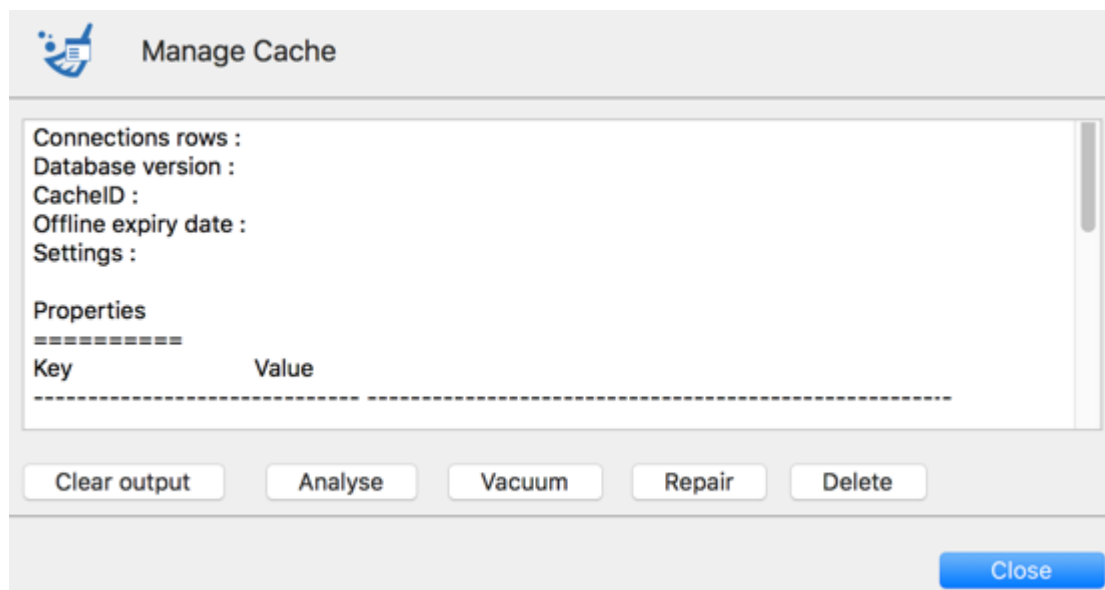 Manage Cache
Connections rows :
Database version :
CacheID :
Offline expiry date :
Settings :
Properties
==========
Key Value
------------------------------ ------------------------------------------------------
Clear output Analyse Vacuum Repair Delete
Close